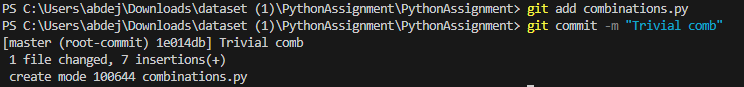 PS C:\Users\abdej\Downloads\dataset (1)\PythonAssignment\PythonAssignment> git add combinations.py
PS C:\Users\abdej\Downloads\dataset (1)\PythonAssignment\PythonAssignment> git commit -m "Trivial comb"
[master (root-commit) 1e014db] Trivial comb
 1 file changed, 7 insertions(+)
 create mode 100644 combinations.py